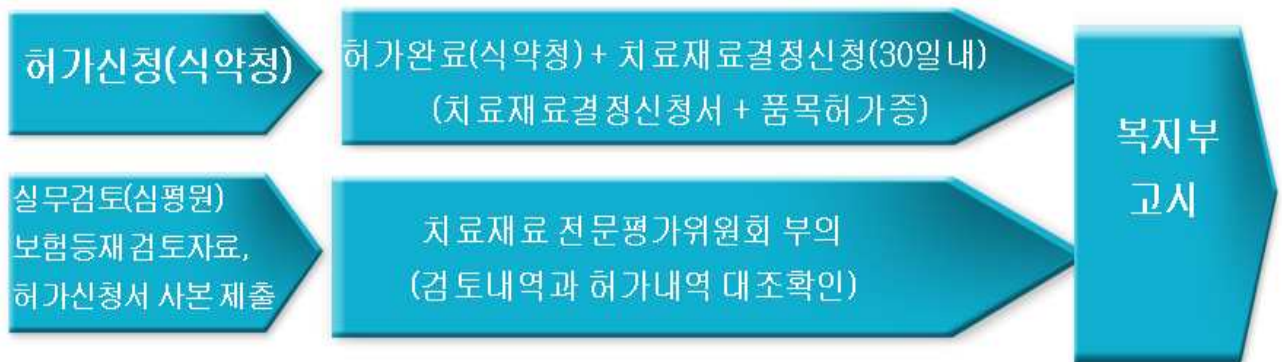 허가신청(식약청)
허가완료(식약청) + 치료재료결정신청(30일내)
(치료재료결정신청서 + 품목허가증)
실무검토(심평원)
보험등재 검토자료,
허가신청서 사본 제출
치료재료 전문평가위원회 부의
(검토내역과 허가내역 대조확인)
복지부
고시